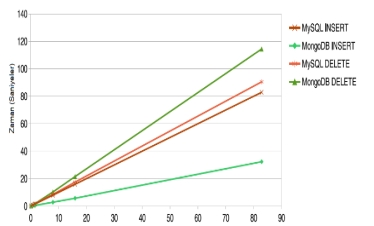 140
120
100
80
60
40
20
0
Zaman (Saniyeler)
0 10 20 30 40 50 60 70 80 90
MySQL INSERT
MongoDB INSERT
MySQL DELETE
MongoDB DELETE